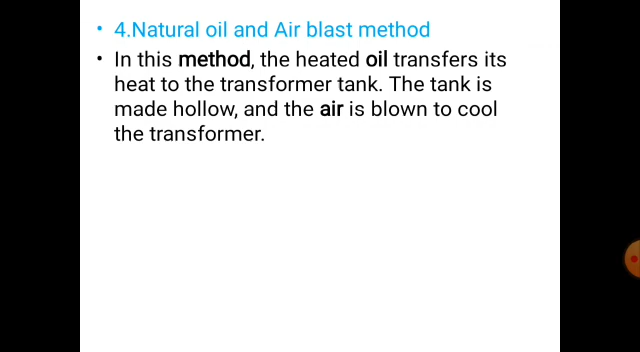 • 4.Natural oil and Air blast method
• In this method, the heated oil transfers its
heat to the transformer tank. The tank is
made hollow, and the air is blown to cool
the transformer.